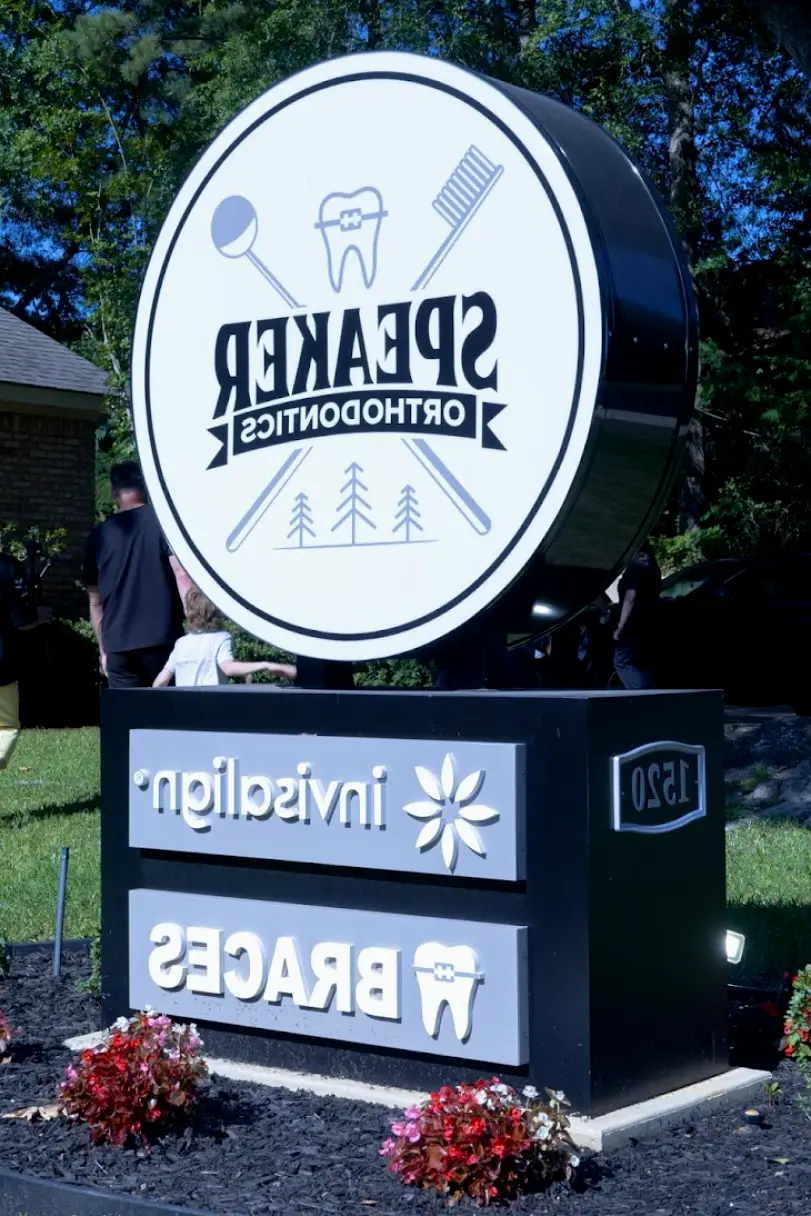 SPEAKER
ORTHODONTICS
invisalign®
1520
BRACES